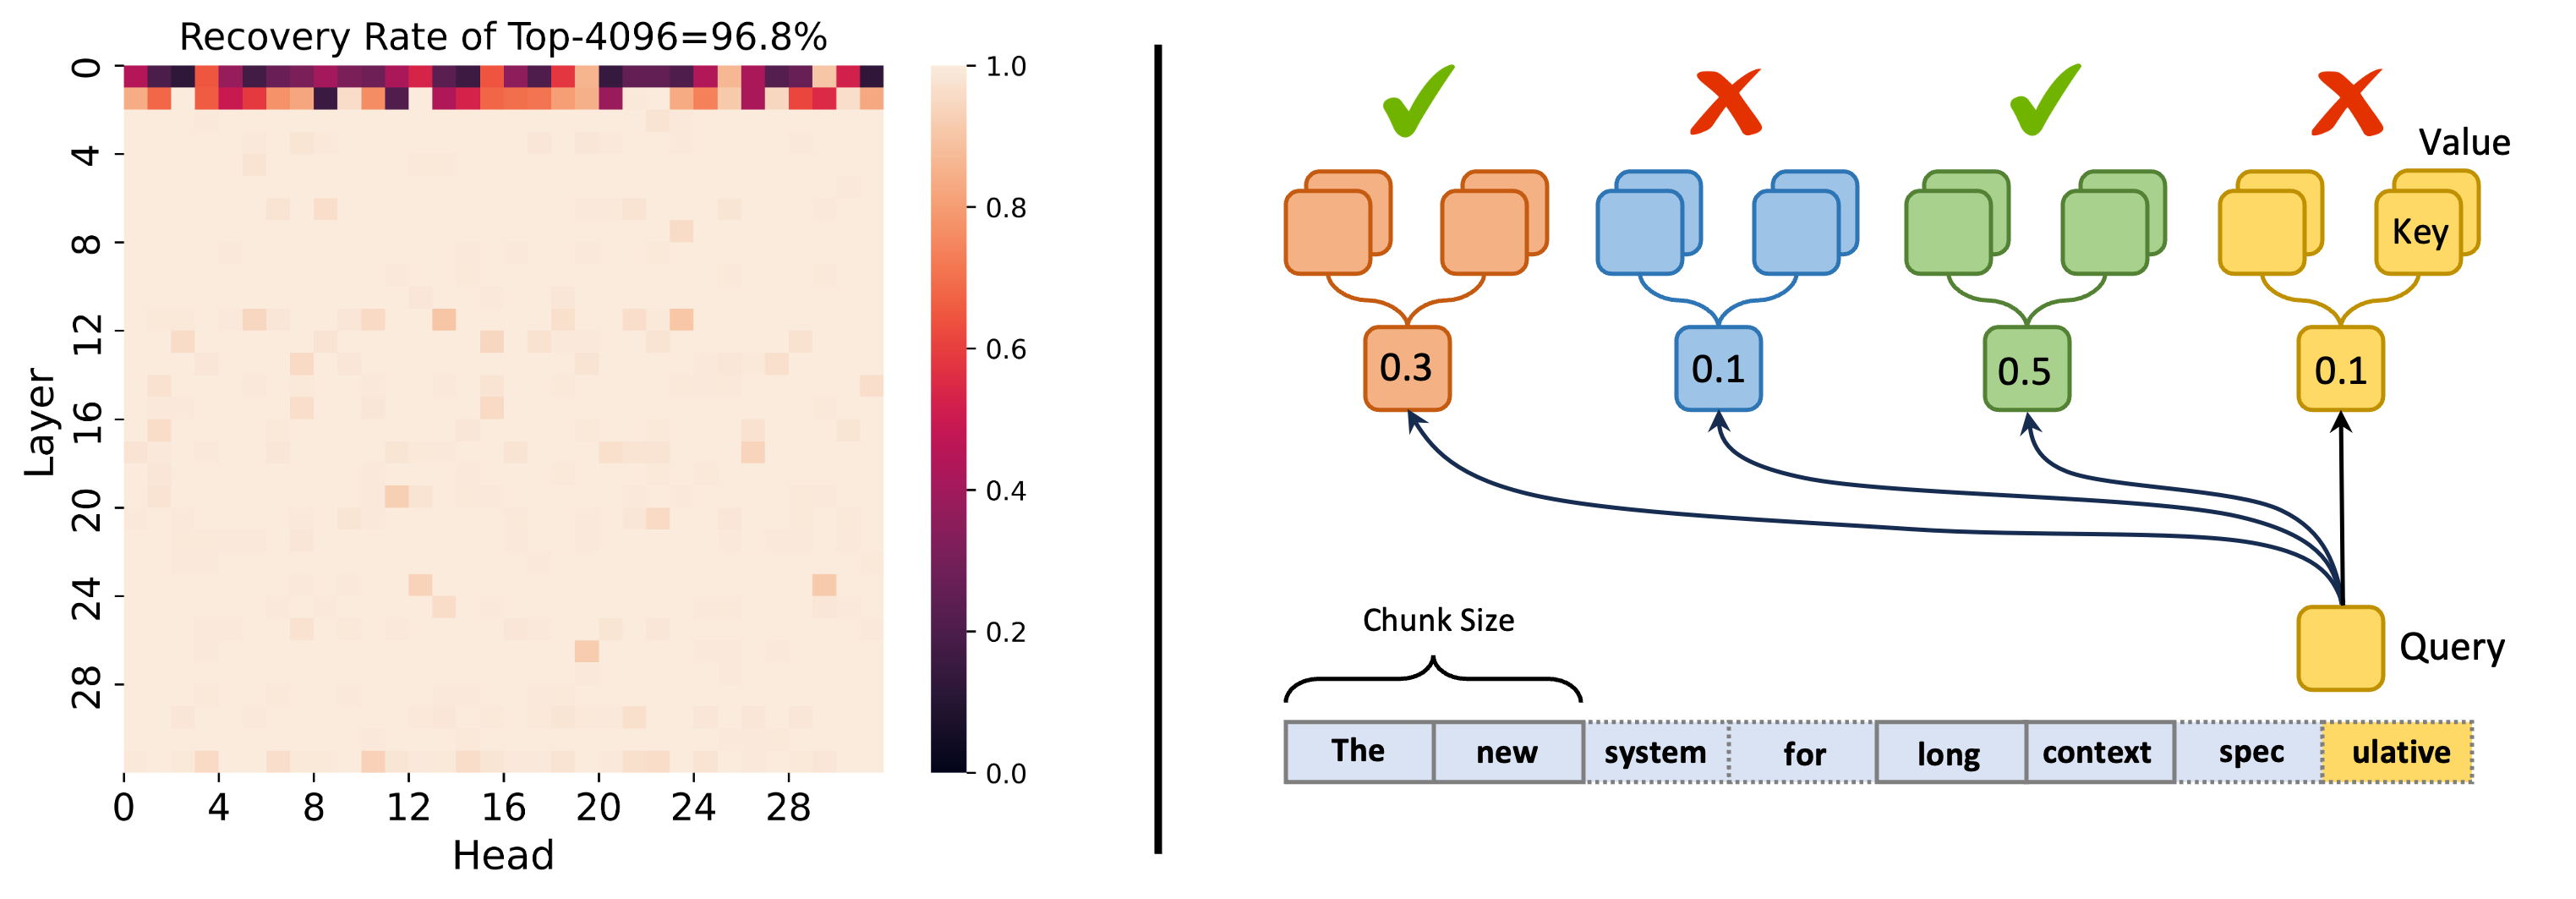 Recovery Rate of Top-4096=96.8%
0
4
8
12
16
20
24
28
Layer
0 4 8 12 16 20 24 28
Head
1.0
0.8
0.6
0.4
0.2
0.0
Value
Key
0.3 0.1 0.5 0.1
Query
Chunk Size
The new system for long context spec ulative